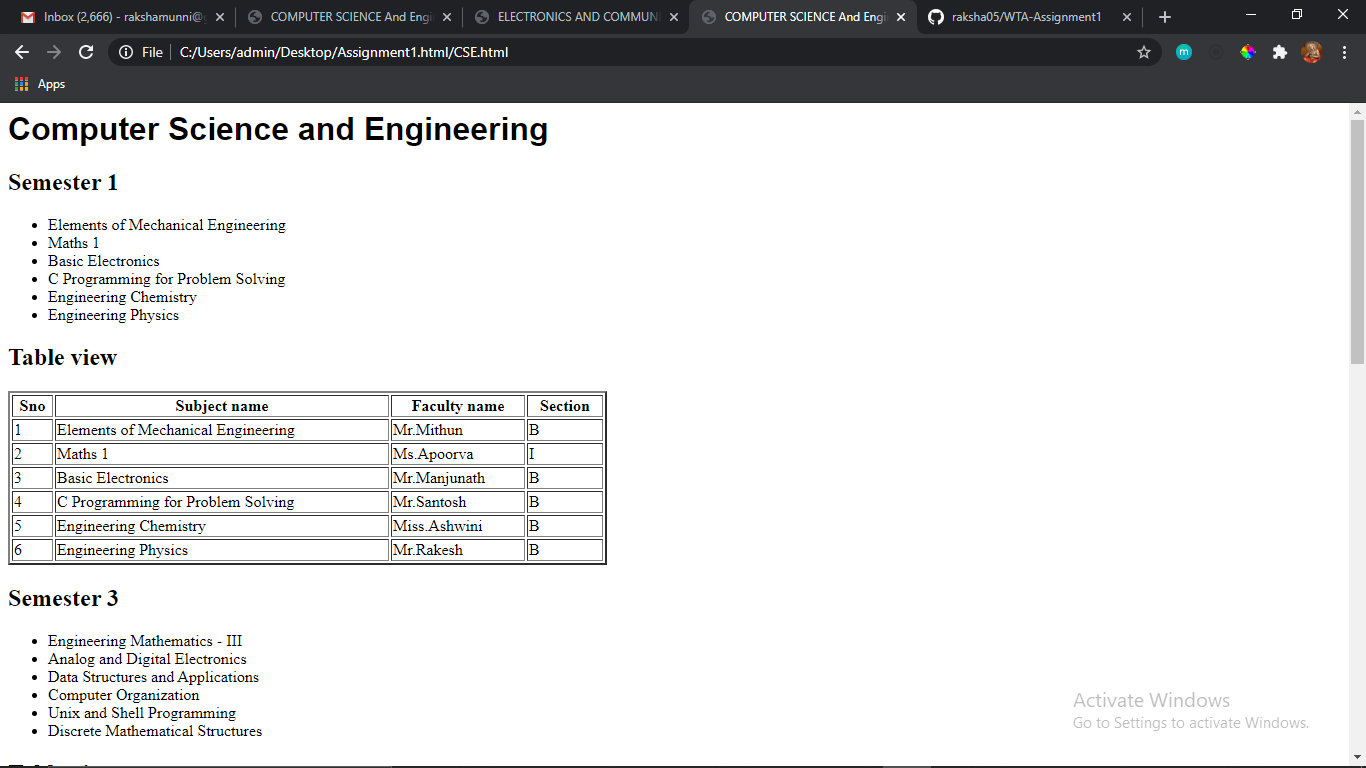 Inbox (2,666) - rakshamunni@ COMPUTER SCIENCE And Engi ELECTRONICS AND COMMUN COMPUTER SCIENCE And Engi raksha05/WTA-Assignment1
File C:/Users/admin/Desktop/Assignment1.html/CSE.html
Apps
Computer Science and Engineering
Semester 1
• Elements of Mechanical Engineering
• Maths 1
• Basic Electronics
• C Programming for Problem Solving
• Engineering Chemistry
• Engineering Physics
Table view
Sno Subject name Faculty name Section
1 Elements of Mechanical Engineering Mr.Mithun B
2 Maths 1 Ms.Apoorva I
3 Basic Electronics Mr.Manjunath B
4 C Programming for Problem Solving Mr.Santosh B
5 Engineering Chemistry Miss.Ashwini B
6 Engineering Physics Mr.Rakesh B
Semester 3
• Engineering Mathematics - III
• Analog and Digital Electronics
• Data Structures and Applications
• Computer Organization
• Unix and Shell Programming
• Discrete Mathematical Structures
Activate Windows
Go to Settings to activate Windows.